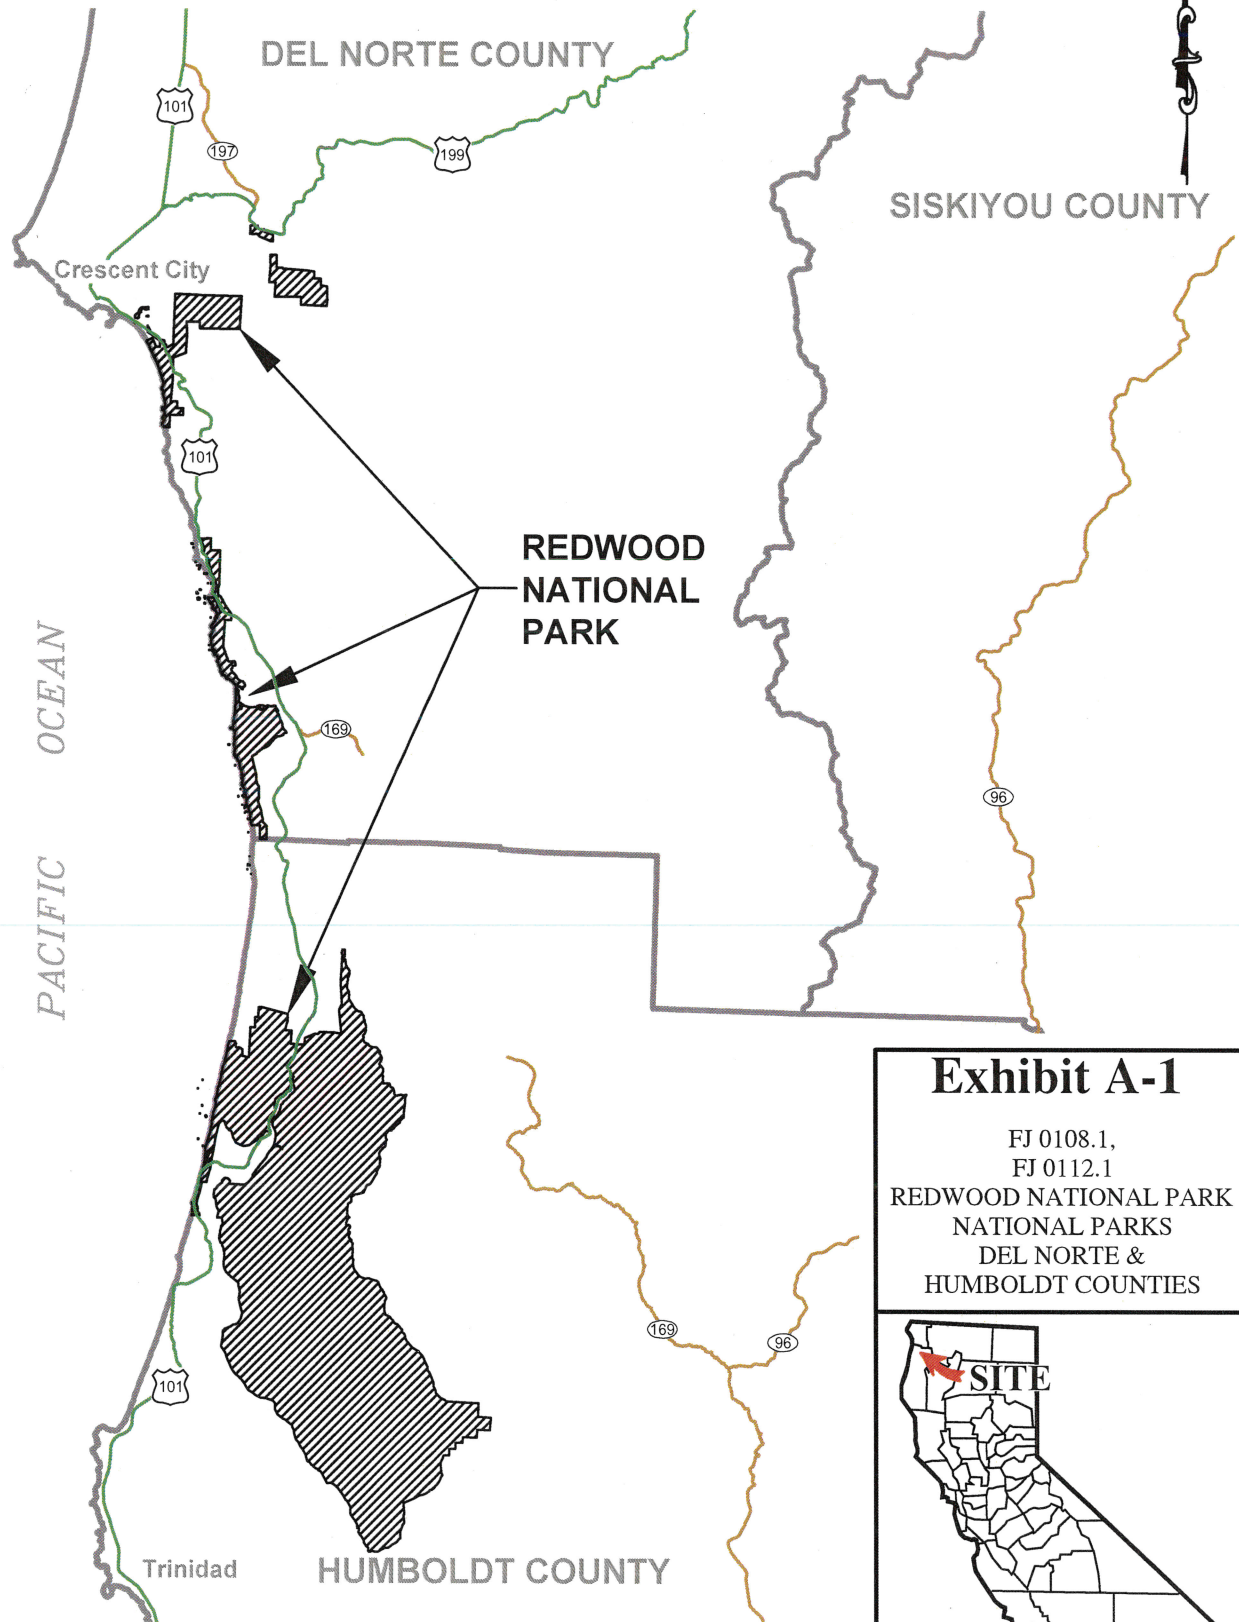 DEL NORTE COUNTY
101
197
199
SISKIYOU COUNTY
Crescent City
101
REDWOOD
NATIONAL
PARK
PACIFIC OCEAN
169
96
Exhibit A-1
FJ 0108.1,
FJ 0112.1
REDWOOD NATIONAL PARK
NATIONAL PARKS
DEL NORTE &
HUMBOLDT COUNTIES
169
96
101
SITE
Trinidad
HUMBOLDT COUNTY